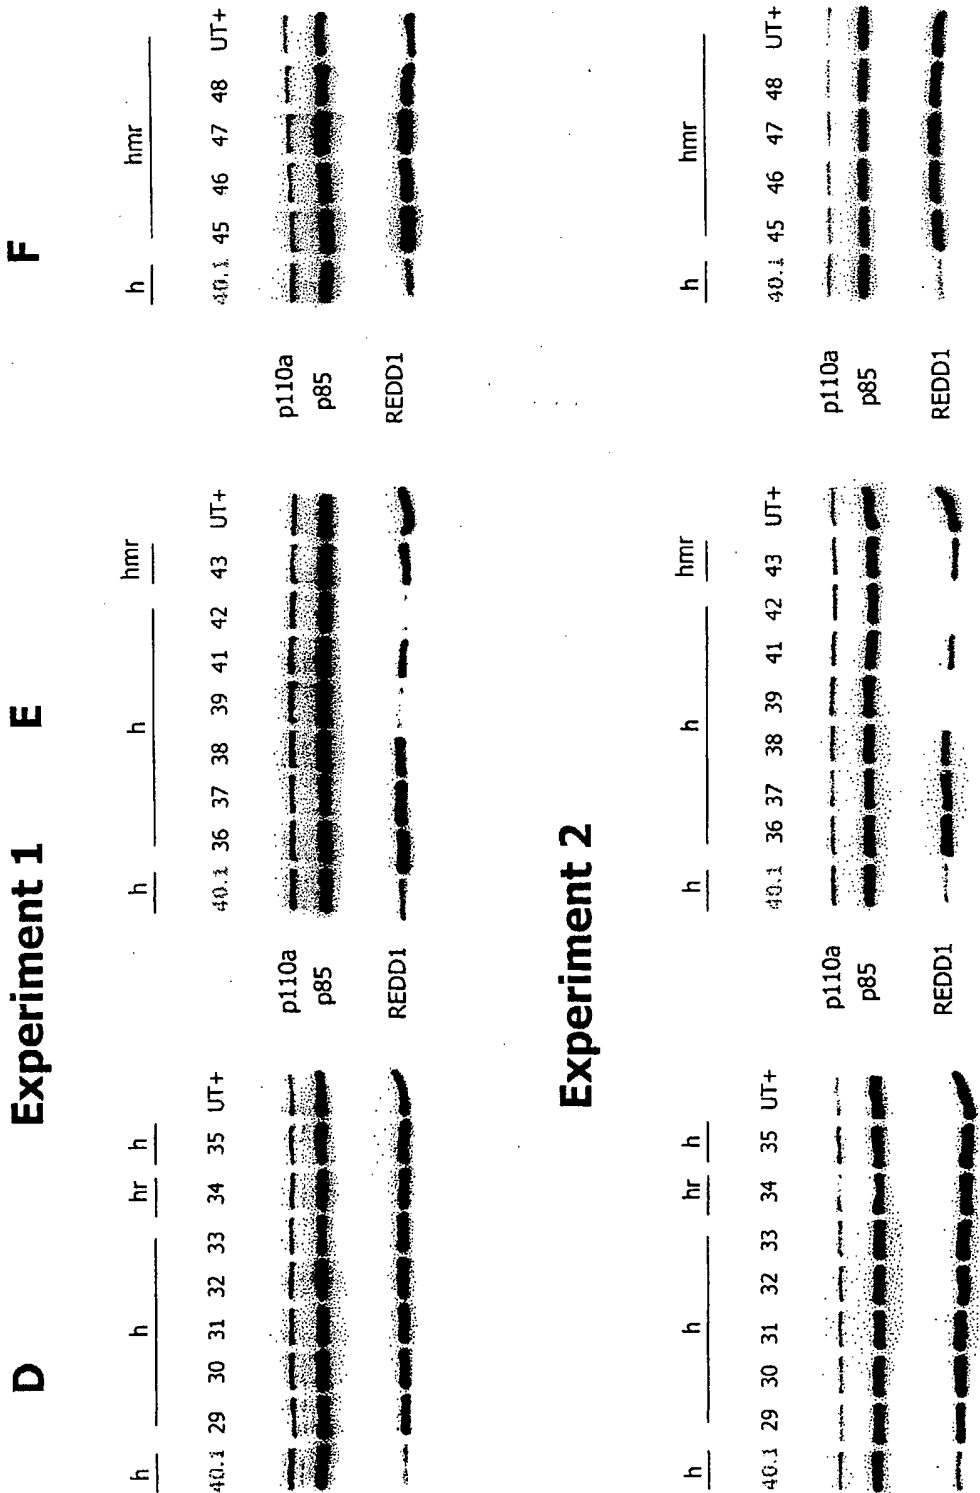 Experiment 1
D
h h hr h
40.1 29 30 31 32 33 34 35 UT+
p110a
p85
REDD1
E
h h hmr
40.1 36 37 38 39 41 42 43 UT+
p110a
p85
REDD1
F
h hmr
40.1 45 46 47 48 UT+
Experiment 2
h h hr h
40.1 29 30 31 32 33 34 35 UT+
p110a
p85
REDD1
h h hmr
40.1 36 37 38 39 41 42 43 UT+
p110a
p85
REDD1
h hmr
40.1 45 46 47 48 UT+